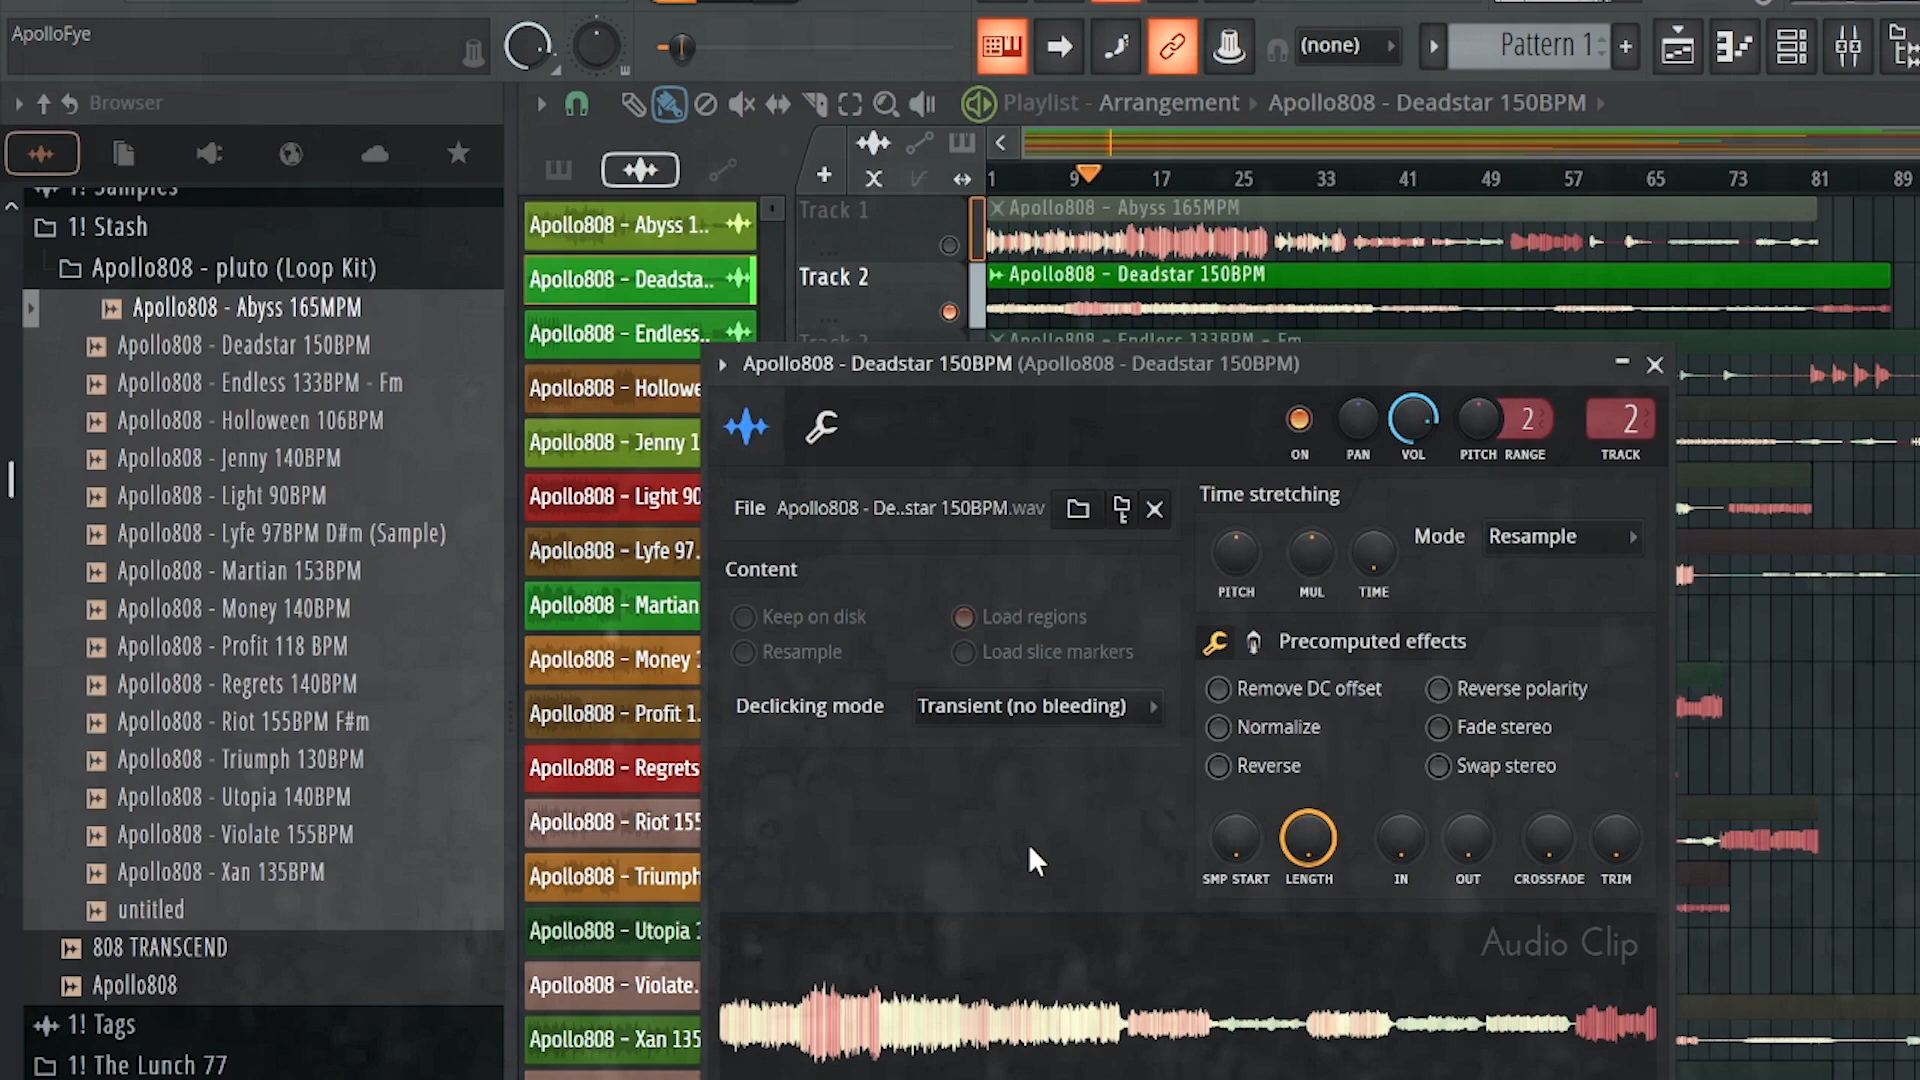 ApolloFye
(none)
Pattern 1
Browser
Playlist - Arrangement › Apollo808 - Deadstar 150BPM ›
1! Samples
1! Stash
Apollo808 - pluto (Loop Kit)
Apollo808 - Abyss 165MPM
Apollo808 - Deadstar 150BPM
Apollo808 - Endless 133BPM - Fm
Apollo808 - Holloween 106BPM
Apollo808 - Jenny 140BPM
Apollo808 - Light 90BPM
Apollo808 - Lyfe 97BPM D#m (Sample)
Apollo808 - Martian 153BPM
Apollo808 - Money 140BPM
Apollo808 - Profit 118 BPM
Apollo808 - Regrets 140BPM
Apollo808 - Riot 155BPM F#m
Apollo808 - Triumph 130BPM
Apollo808 - Utopia 140BPM
Apollo808 - Violate 155BPM
Apollo808 - Xan 135BPM
untitled
808 TRANSCEND
Apollo808
1! Tags
1! The Lunch 77
Apollo808 - Abyss 1..
Apollo808 - Deadsta..
Apollo808 - Endless..
Apollo808 - Hollowe
Apollo808 - Jenny 1
Apollo808 - Light 90
Apollo808 - Lyfe 97.
Apollo808 - Martian
Apollo808 - Money 1
Apollo808 - Profit 1.
Apollo808 - Regrets
Apollo808 - Riot 155
Apollo808 - Triumph
Apollo808 - Utopia 1
Apollo808 - Violate.
Apollo808 - Xan 135
1 9 17 25 33 41 49 57 65 73 81 89
Track 1
Apollo808 - Abyss 165MPM
Track 2
Apollo808 - Deadstar 150BPM
Apollo808 - Endless 133BPM - Fm
Apollo808 - Deadstar 150BPM (Apollo808 - Deadstar 150BPM)
2 2
ON PAN VOL PITCH RANGE TRACK
File Apollo808 - De..star 150BPM.wav
Content
Keep on disk Load regions
Resample Load slice markers
Declicking mode Transient (no bleeding)
Time stretching
Mode Resample
PITCH MUL TIME
Precomputed effects
Remove DC offset Reverse polarity
Normalize Fade stereo
Reverse Swap stereo
SMP START LENGTH IN OUT CROSSFADE TRIM
Audio Clip